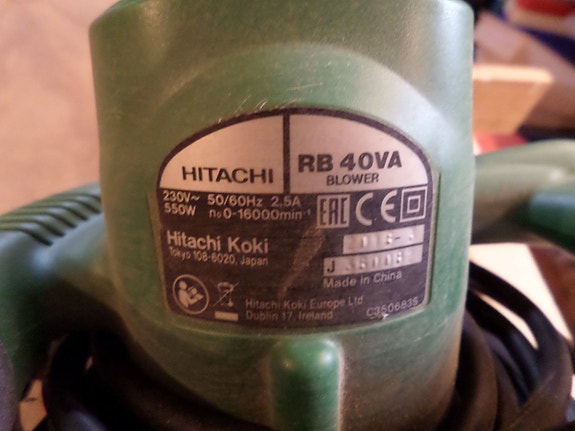 HITACHI
RB 40VA
BLOWER
230V~ 50/60Hz 2.5A
550W n₀0-16000min⁻¹
EAC CE
Hitachi Koki
Tokyo 108-6020, Japan
Made in China
Hitachi Koki Europe Ltd.
Dublin 17, Ireland
C3506835